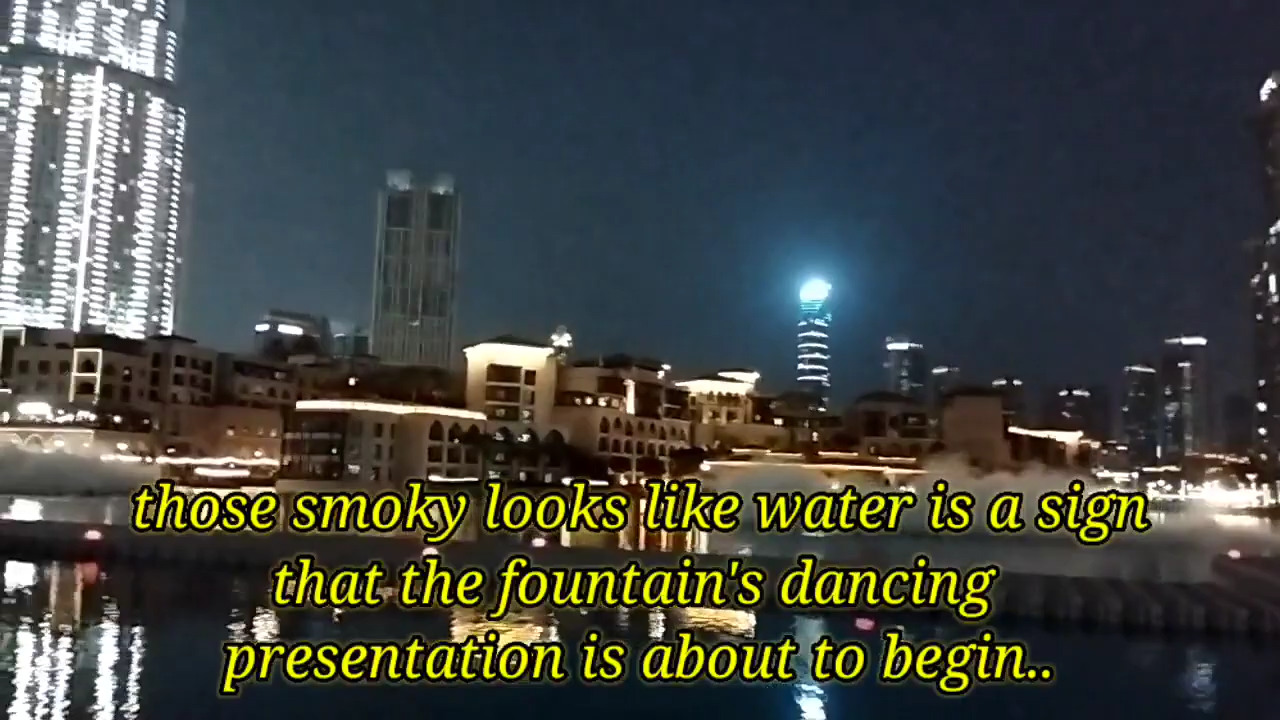 those smoky looks like water is a sign
that the fountain's dancing
presentation is about to begin..